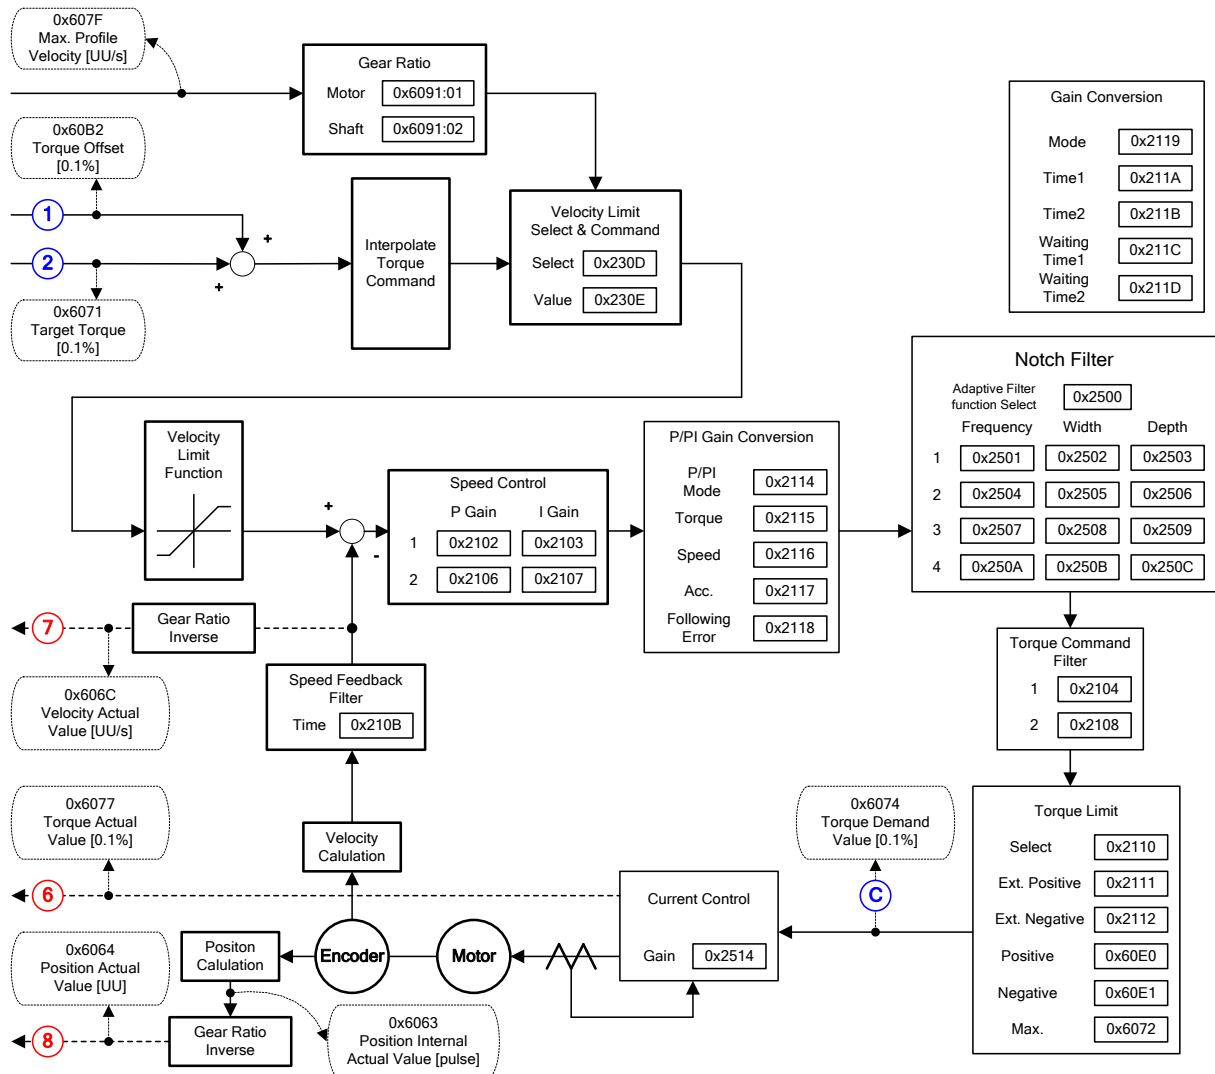 0x607F
Max. Profile
Velocity [UU/s]
Gear Ratio
Motor 0x6091:01
Shaft 0x6091:02
Gain Conversion
Mode 0x2119
Time1 0x211A
Time2 0x211B
Waiting
Time1 0x211C
Waiting
Time2 0x211D
0x60B2
Torque Offset
[0.1%]
1
+
2
+
0x6071
Target Torque
[0.1%]
Interpolate
Torque
Command
Velocity Limit
Select & Command
Select 0x230D
Value 0x230E
Notch Filter
Adaptive Filter
function Select 0x2500
Frequency Width Depth
1 0x2501 0x2502 0x2503
2 0x2504 0x2505 0x2506
3 0x2507 0x2508 0x2509
4 0x250A 0x250B 0x250C
Velocity
Limit
Function
+
-
Speed Control
P Gain I Gain
1 0x2102 0x2103
2 0x2106 0x2107
P/PI Gain Conversion
P/PI
Mode 0x2114
Torque 0x2115
Speed 0x2116
Acc. 0x2117
Following
Error 0x2118
7
Gear Ratio
Inverse
0x606C
Velocity Actual
Value [UU/s]
Speed Feedback
Filter
Time 0x210B
Torque Command
Filter
1 0x2104
2 0x2108
0x6077
Torque Actual
Value [0.1%]
Velocity
Calulation
0x6074
Torque Demand
Value [0.1%]
Torque Limit
Select 0x2110
Ext. Positive 0x2111
Ext. Negative 0x2112
Positive 0x60E0
Negative 0x60E1
Max. 0x6072
6
C
Current Control
Gain 0x2514
0x6064
Position Actual
Value [UU]
Positon
Calulation
Encoder
Motor
8
Gear Ratio
Inverse
0x6063
Position Internal
Actual Value [pulse]